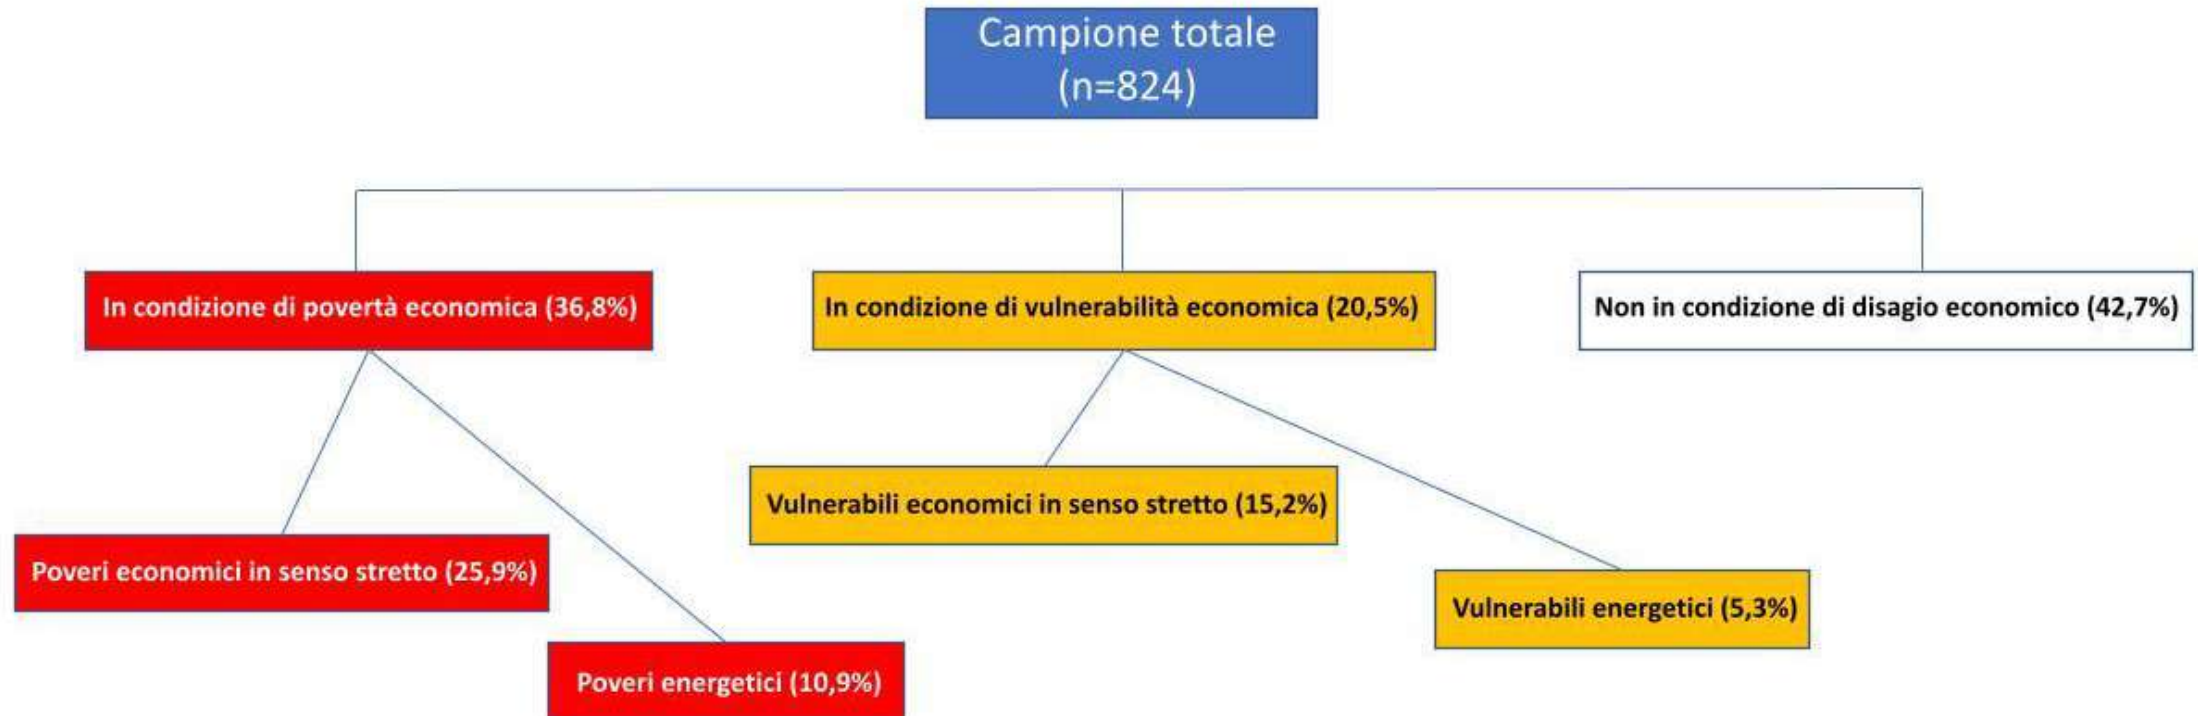 Campione totale
(n=824)
In condizione di povertà economica (36,8%)
In condizione di vulnerabilità economica (20,5%)
Non in condizione di disagio economico (42,7%)
Vulnerabili economici in senso stretto (15,2%)
Poveri economici in senso stretto (25,9%)
Vulnerabili energetici (5,3%)
Poveri energetici (10,9%)